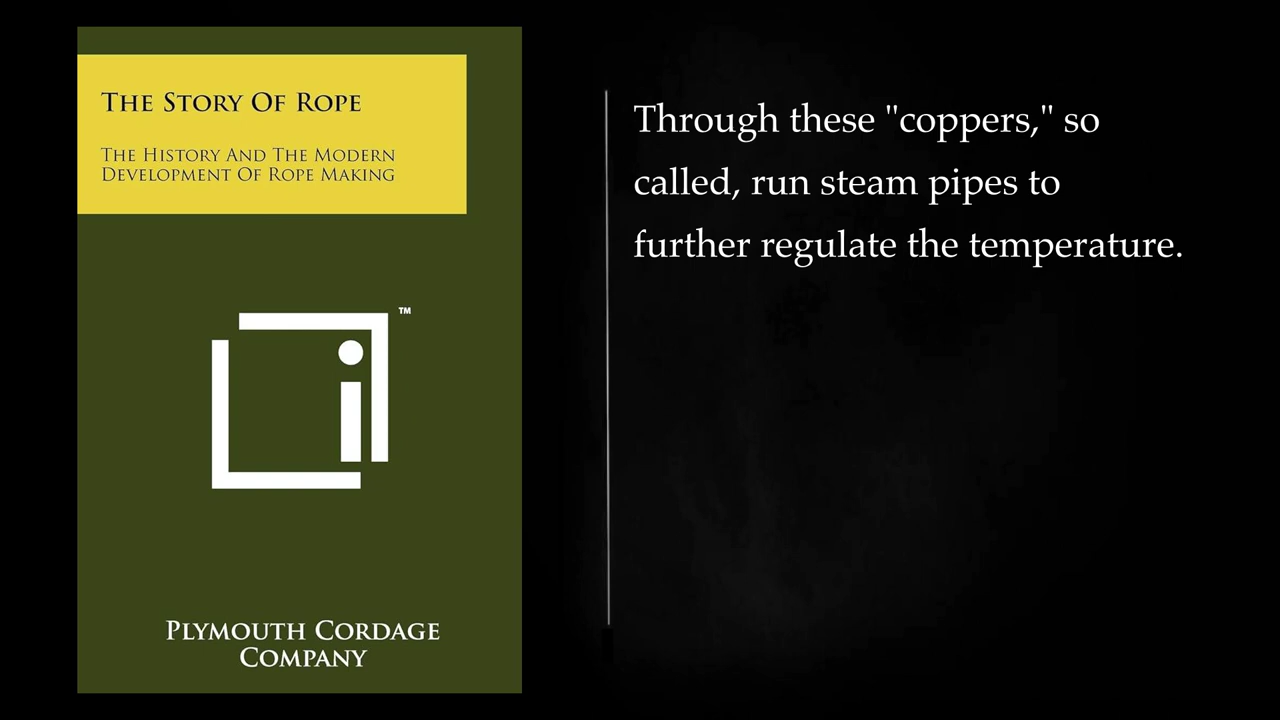 The Story Of Rope
The History And The Modern
Development Of Rope Making
TM
Plymouth Cordage
Company
Through these "coppers," so
called, run steam pipes to
further regulate the temperature.